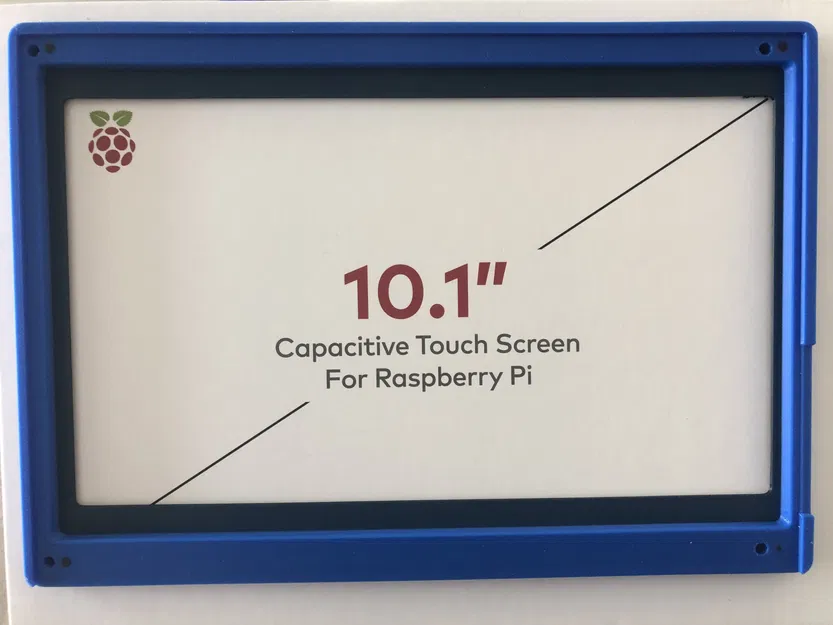 10.1"
Capacitive Touch Screen
For Raspberry Pi